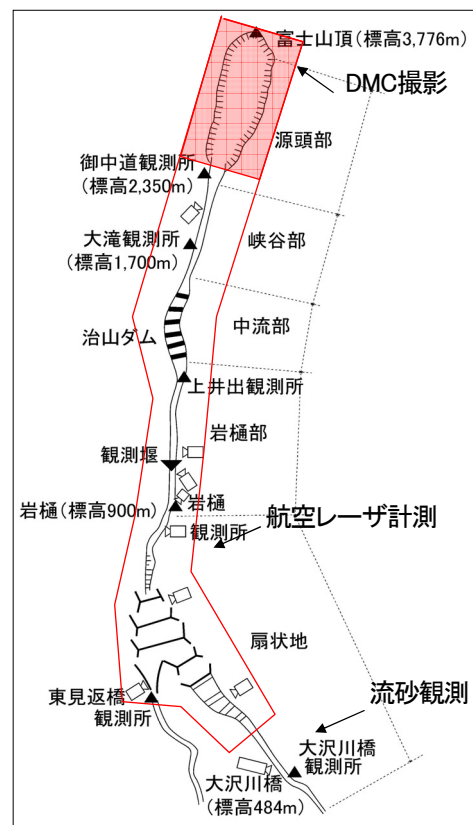 富士山頂(標高3,776m)
DMC撮影
源頭部
御中道観測所
(標高2,350m)
峡谷部
大滝観測所
(標高1,700m)
中流部
治山ダム
上井出観測所
岩樋部
観測堰
岩樋(標高900m)
岩樋
観測所
航空レーザ計測
扇状地
東見返橋
観測所
流砂観測
大沢川橋
観測所
大沢川橋
(標高484m)